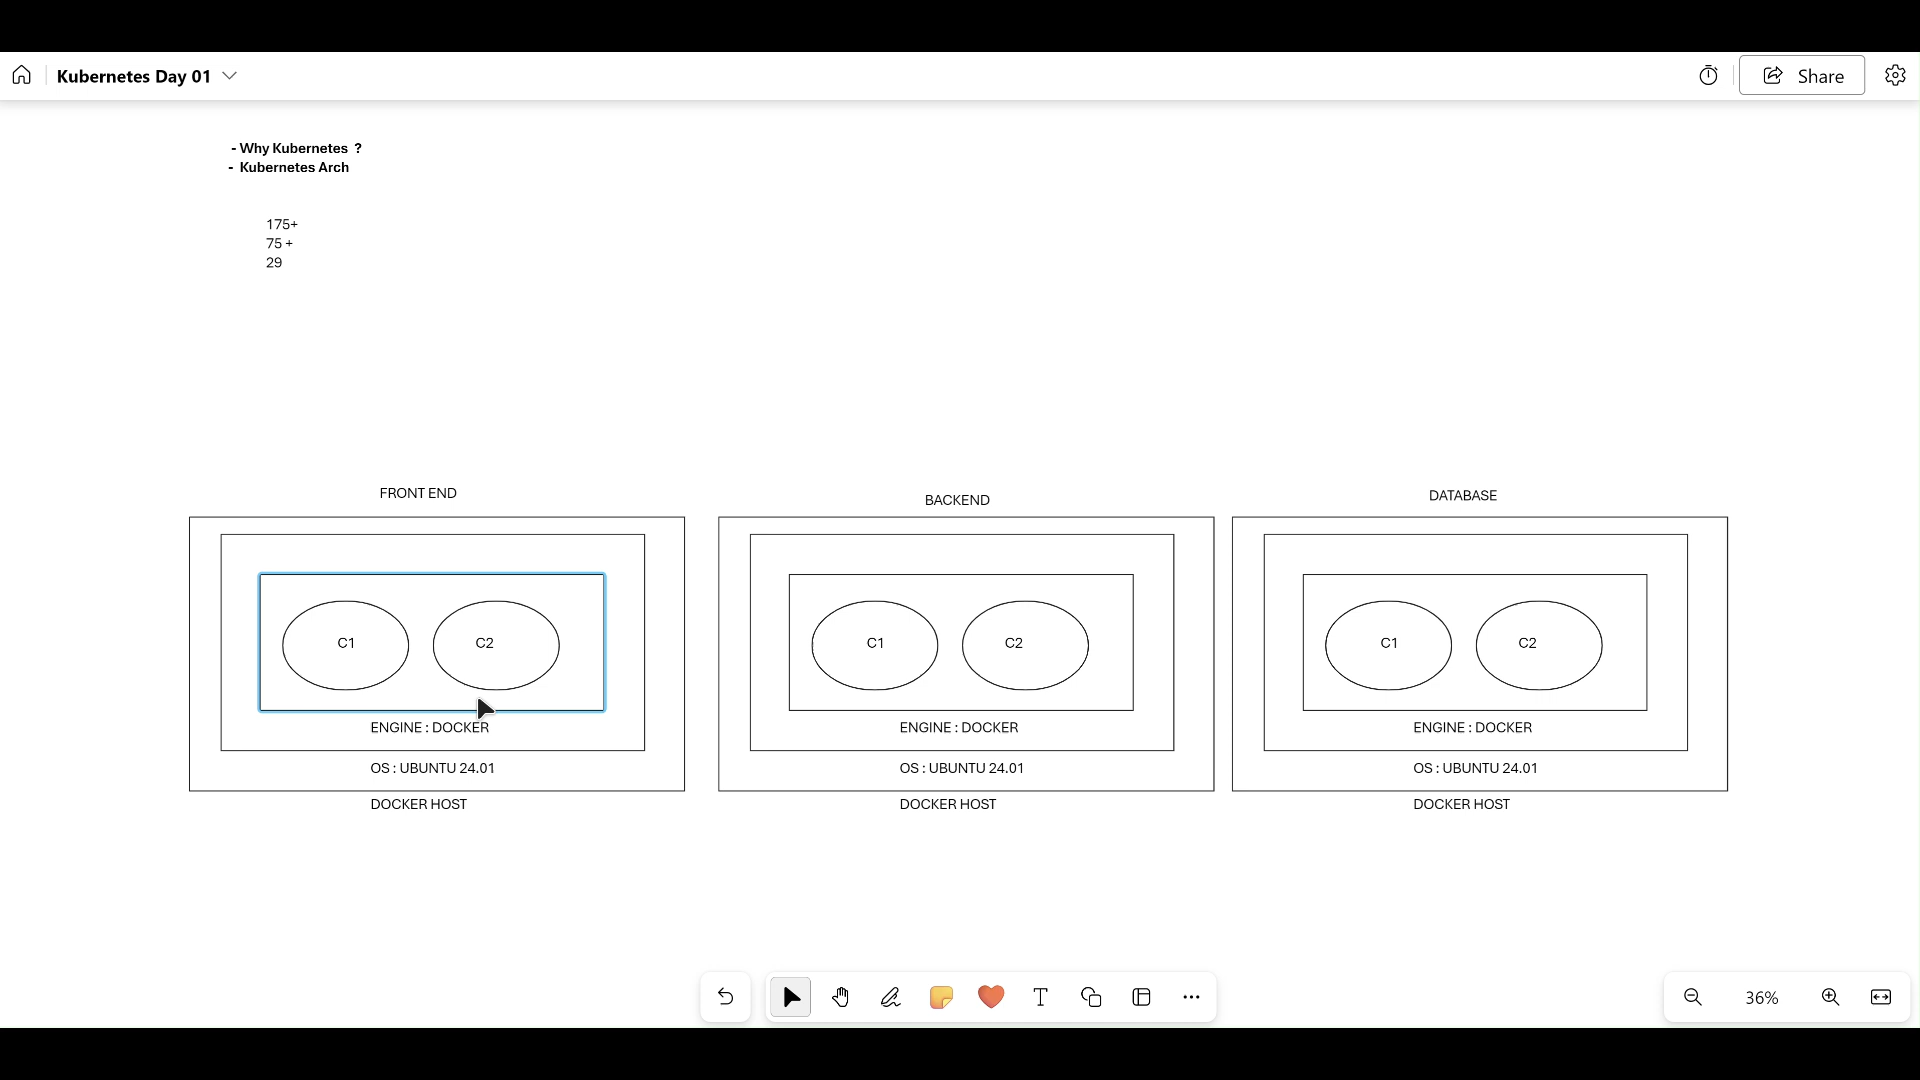 Kubernetes Day 01
Share
- Why Kubernetes ?
- Kubernetes Arch
175+
75 +
29
FRONT END
C1
C2
ENGINE : DOCKER
OS : UBUNTU 24.01
DOCKER HOST
BACKEND
C1
C2
ENGINE : DOCKER
OS : UBUNTU 24.01
DOCKER HOST
DATABASE
C1
C2
ENGINE : DOCKER
OS : UBUNTU 24.01
DOCKER HOST
T
36%